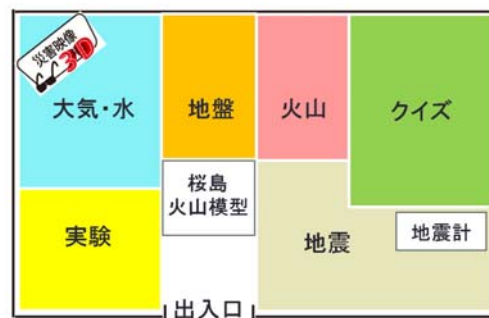 災害映像
3D
大気・水
地盤
火山
クイズ
桜島
火山模型
実験
地震
地震計
出入口